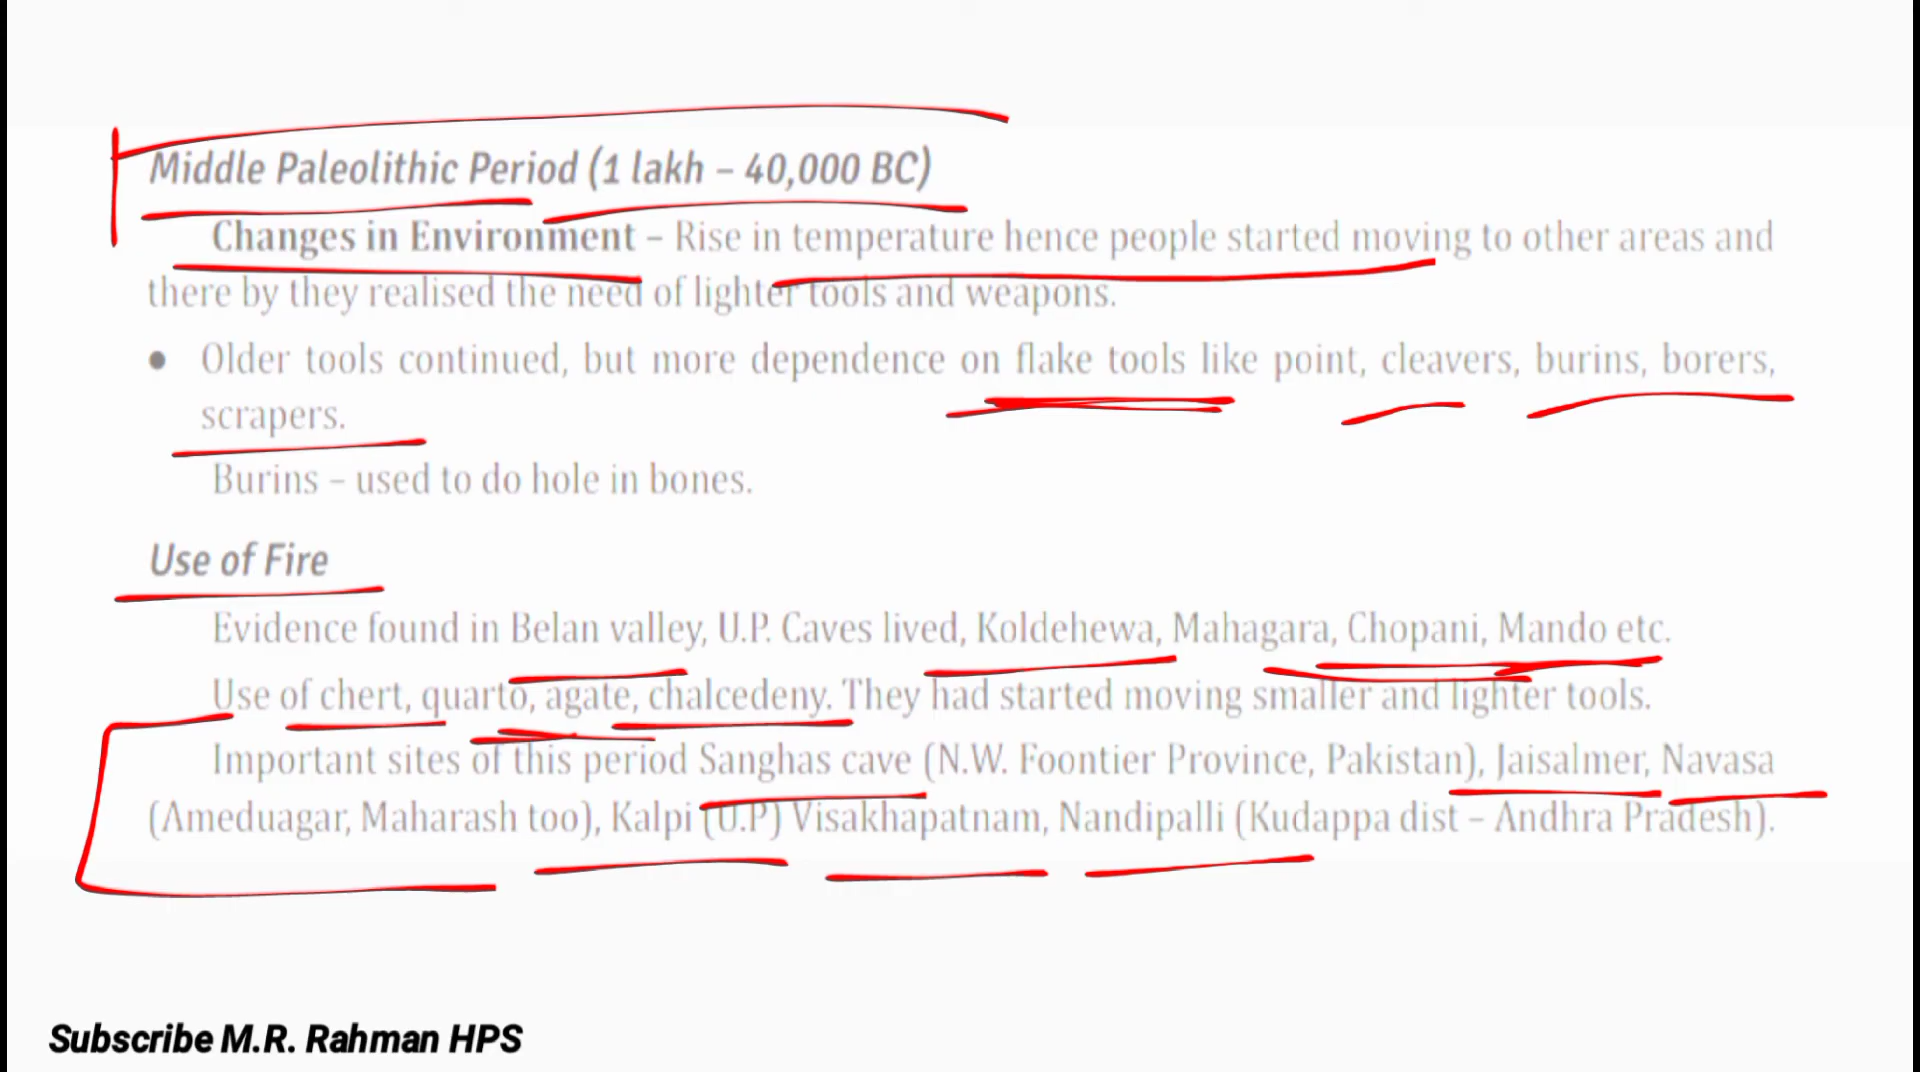 Middle Paleolithic Period (1 lakh – 40,000 BC)
Changes in Environment – Rise in temperature hence people started moving to other areas and
there by they realised the need of lighter tools and weapons.
● Older tools continued, but more dependence on flake tools like point, cleavers, burins, borers,
scrapers.
Burins – used to do hole in bones.
Use of Fire
Evidence found in Belan valley, U.P. Caves lived, Koldehewa, Mahagara, Chopani, Mando etc.
Use of chert, quarto, agate, chalcedeny. They had started moving smaller and lighter tools.
Important sites of this period Sanghas cave (N.W. Foontier Province, Pakistan), Jaisalmer, Navasa
(Ameduagar, Maharash too), Kalpi (U.P) Visakhapatnam, Nandipalli (Kudappa dist – Andhra Pradesh).
Subscribe M.R. Rahman HPS